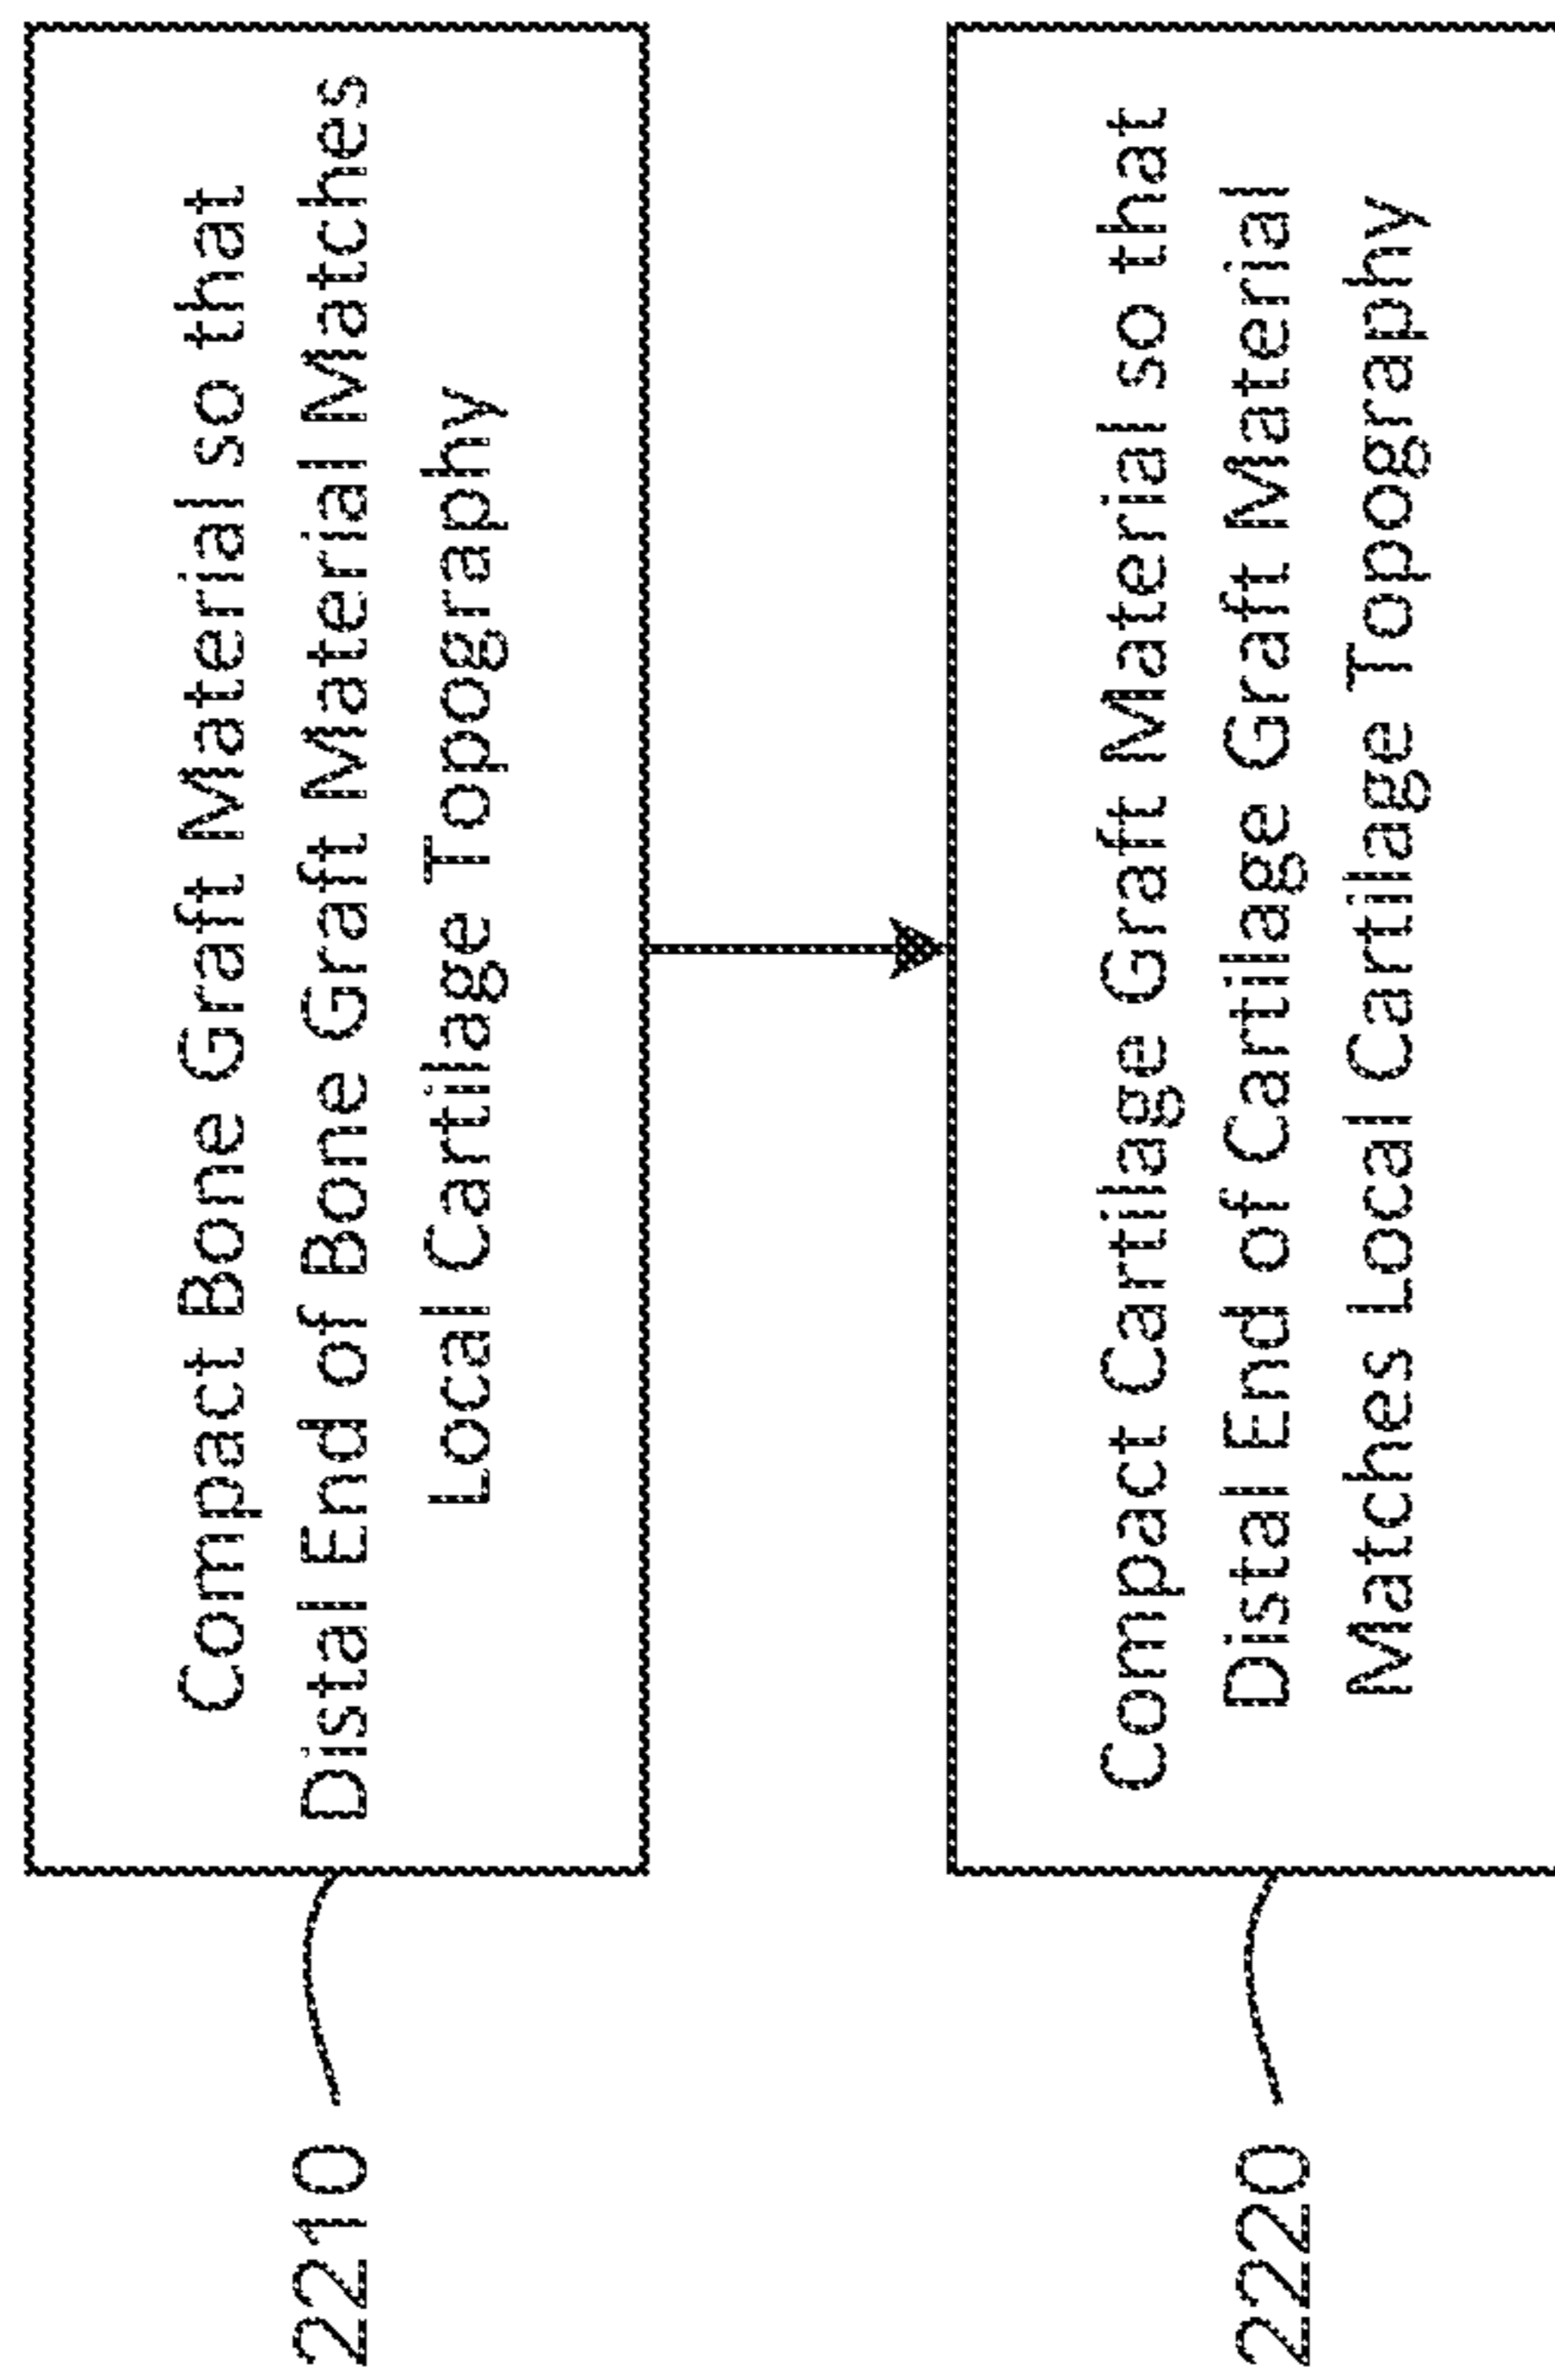 2210
Compact Bone Graft Material so that
Distal End of Bone Graft Material Matches
Local Cartilage Topography
2220
Compact Cartilage Graft Material so that
Distal End of Cartilage Graft Material
Matches Local Cartilage Topography